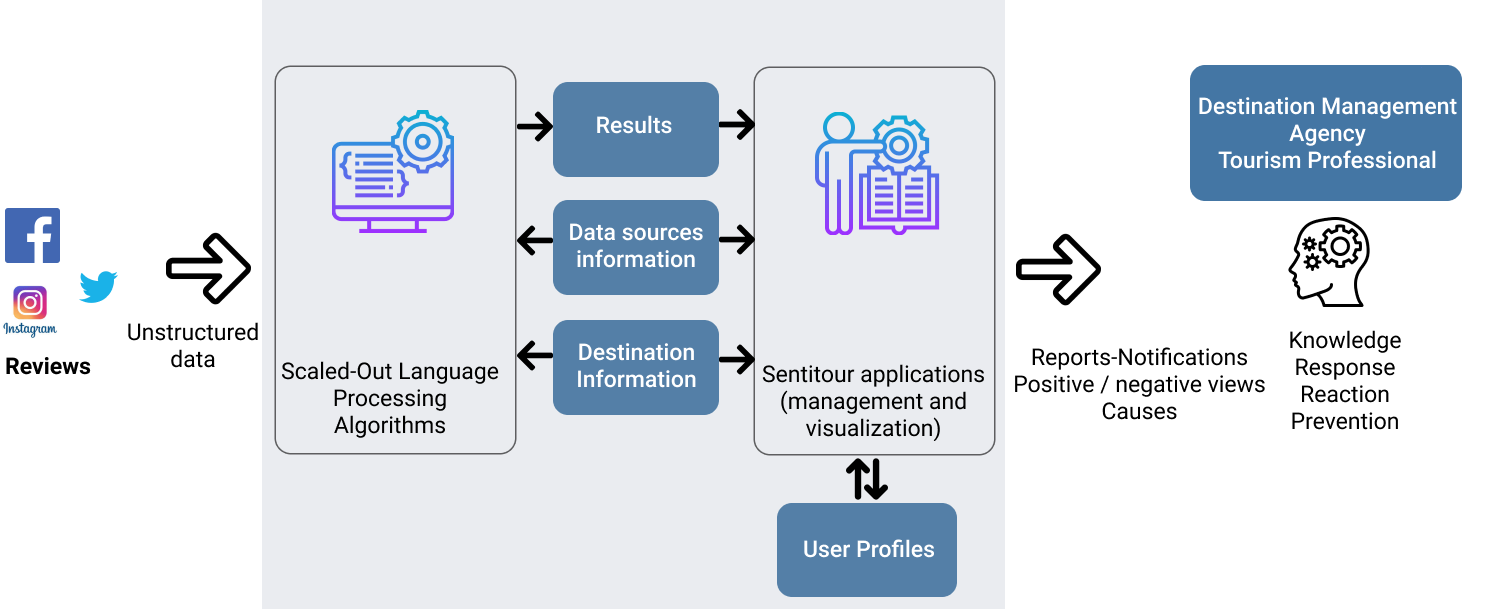 Instagram
Reviews
Unstructured
data
Scaled-Out Language
Processing
Algorithms
Results
Data sources
information
Destination
Information
Sentitour applications
(management and
visualization)
User Profiles
Reports-Notifications
Positive / negative views
Causes
Destination Management
Agency
Tourism Professional
Knowledge
Response
Reaction
Prevention